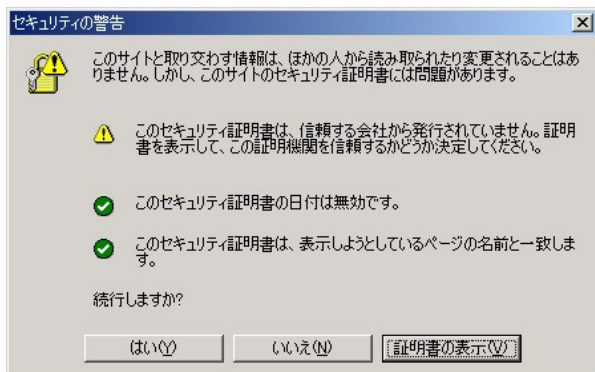 セキュリティの警告
このサイトと取り交わす情報は、ほかの人から読み取られたり変更されることはあ
りません。しかし、このサイトのセキュリティ証明書には問題があります。
このセキュリティ証明書は、信頼する会社から発行されていません。証明
書を表示して、この証明機関を信頼するかどうか決定してください。
このセキュリティ証明書の日付は無効です。
このセキュリティ証明書は、表示しようとしているページの名前と一致しま
す。
続行しますか?
はい(Y)
いいえ(N)
証明書の表示(V)